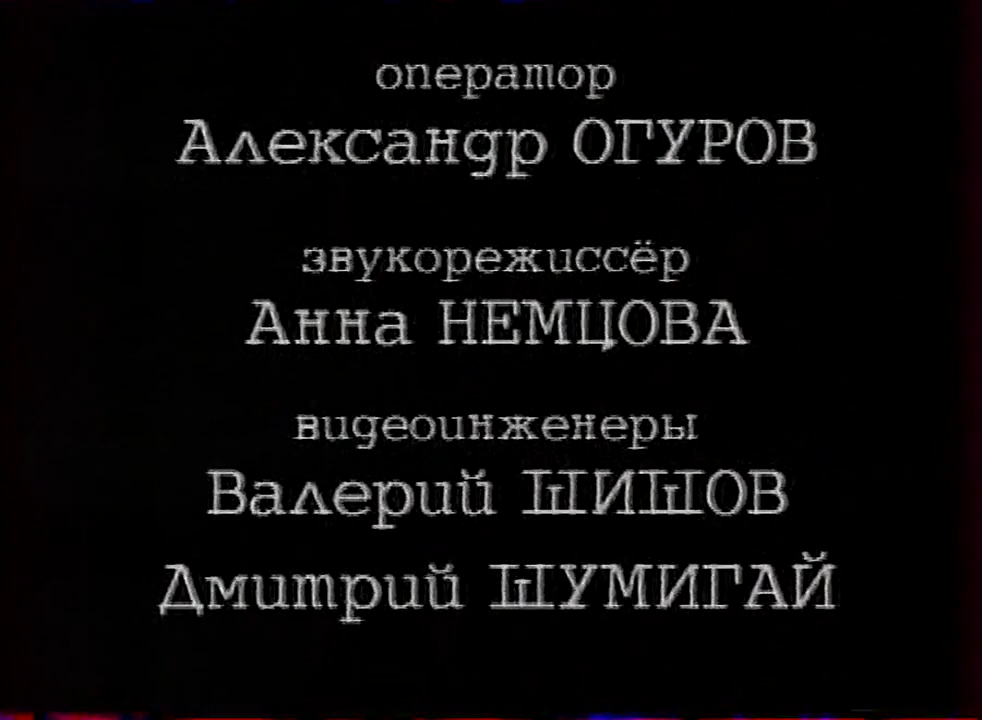 оператор
Александр ОГУРОВ
звукорежиссёр
Анна НЕМЦОВА
видеоинженеры
Валерий ШИШОВ
Дмитрий ШУМИГАЙ